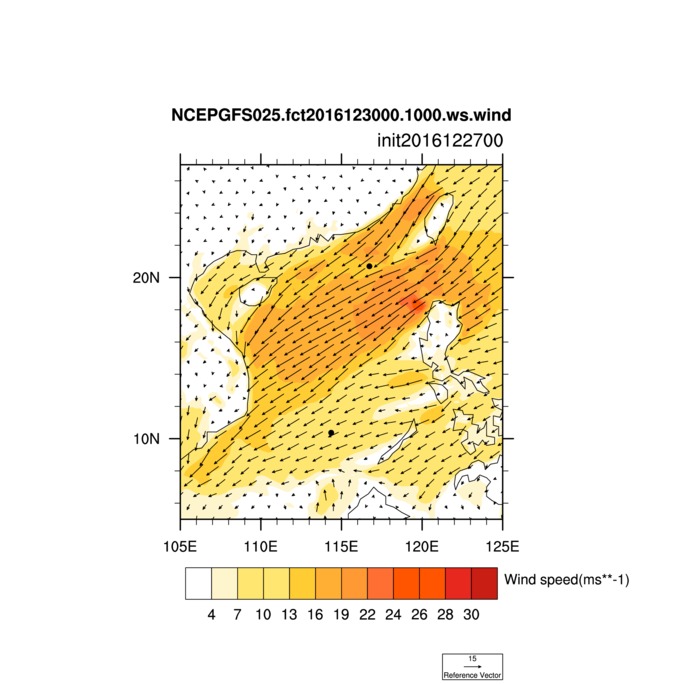 NCEPGFS025.fct2016123000.1000.ws.wind
init2016122700
20N
10N
105E 110E 115E 120E 125E
Wind speed(ms**-1)
4 7 10 13 16 19 22 24 26 28 30
15
Reference Vector